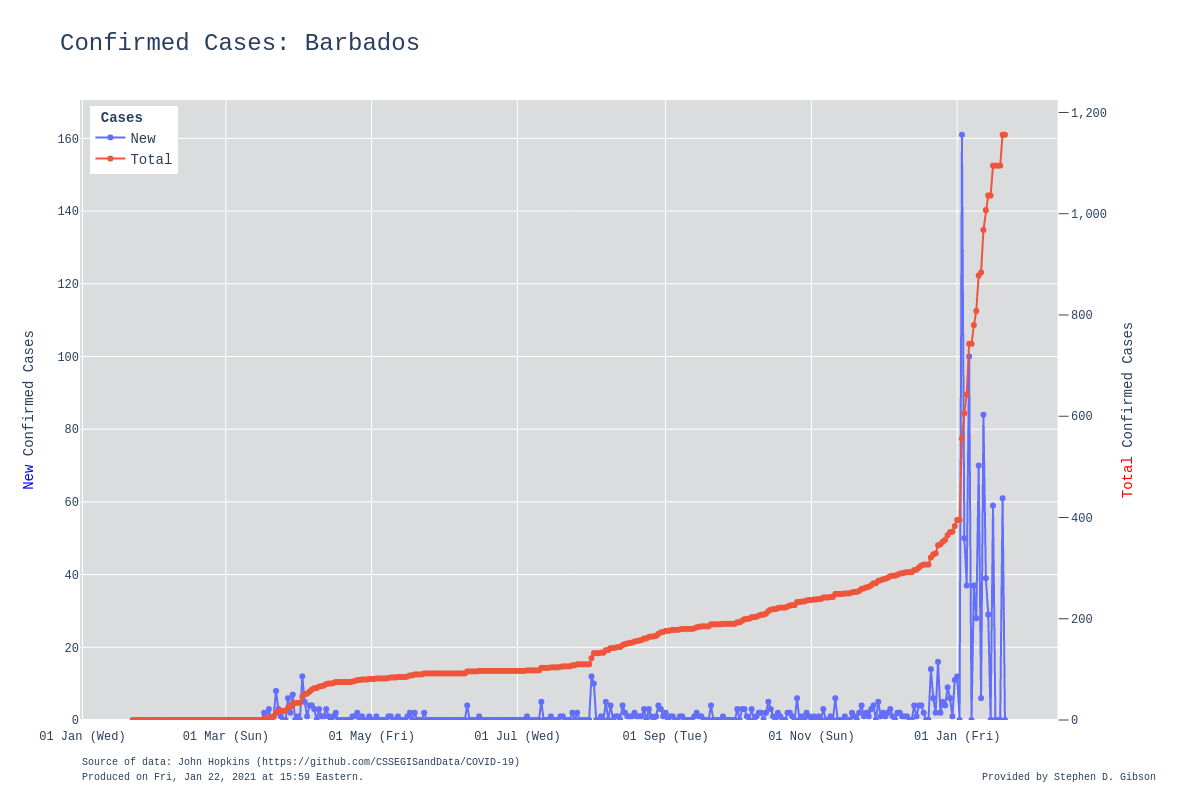 Confirmed Cases: Barbados
Cases
New
Total
160
140
120
100
80
60
40
20
0
1,200
1,000
800
600
400
200
0
New Confirmed Cases
Total Confirmed Cases
01 Jan (Wed)
01 Mar (Sun)
01 May (Fri)
01 Jul (Wed)
01 Sep (Tue)
01 Nov (Sun)
01 Jan (Fri)
Source of data: John Hopkins (https://github.com/CSSEGISandData/COVID-19)
Produced on Fri, Jan 22, 2021 at 15:59 Eastern.
Provided by Stephen D. Gibson